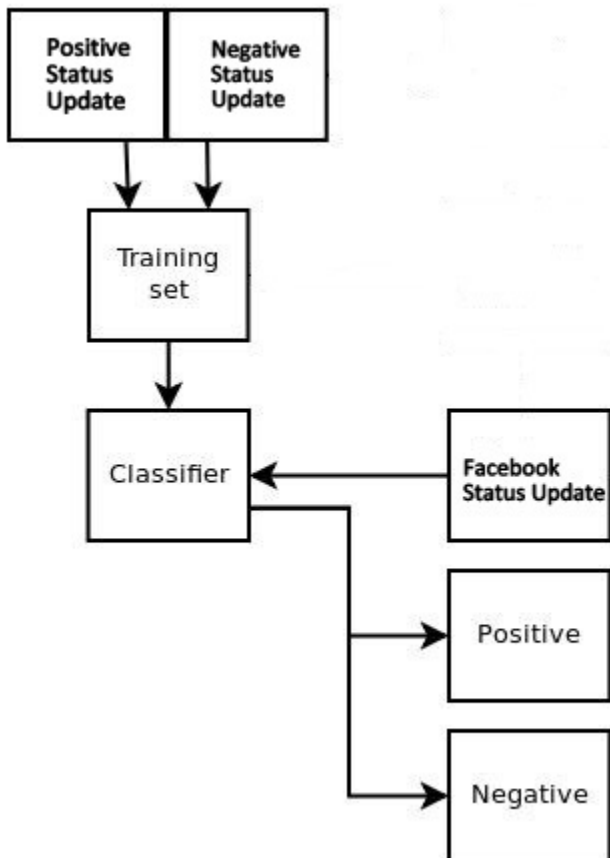 Positive
Status
Update
Negative
Status
Update
Training
set
Classifier
Facebook
Status Update
Positive
Negative